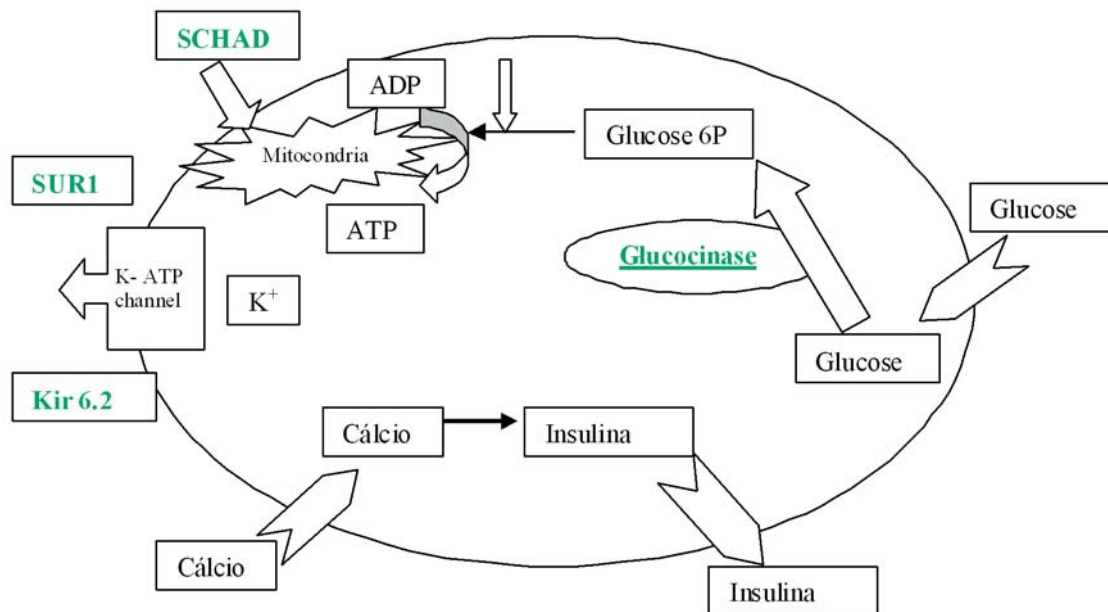 SCHAD
ADP
Glucose 6P
Mitocondria
SUR1
Glucose
ATP
Glucocinase
K- ATP
channel
K⁺
Glucose
Kir 6.2
Cálcio
Insulina
Cálcio
Insulina